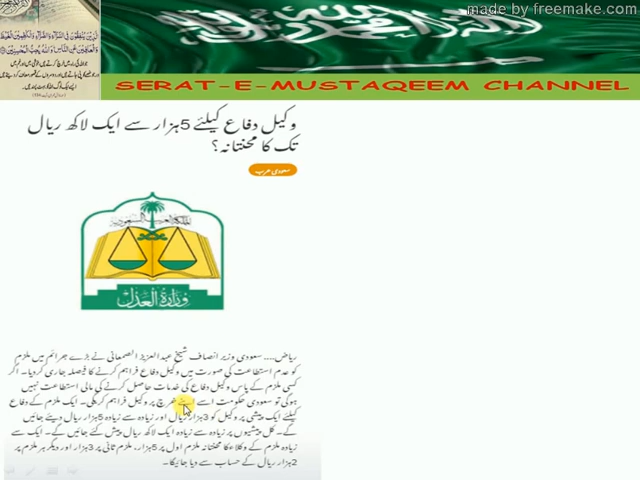 made by freemake.com
SERAT-E-MUSTAQEEM CHANNEL
وکیل دفاع کیلئے 5ہزار سے ایک لاکھ ریال
تک کا محنتانہ؟
سعودی عرب
وزارة العدل
ریاض.... سعودی وزیر انصاف شیخ عبدالعزیز الصمعانی نے بڑے جرائم میں ملزم
کو عدم استطاعت کی صورت میں وکیل دفاع فراہم کرنے کا فیصلہ جاری کردیا۔ اگر
کسی ملزم کے پاس وکیل دفاع کی خدمات حاصل کرنے کی مالی استطاعت نہیں
ہوگی تو سعودی حکومت اسے اپنے خرچ پر وکیل فراہم کریگی۔ ایک ملزم کے دفاع
کیلئے ایک پیشی پر وکیل کو 3ہزار ریال اور زیادہ سے زیادہ 5ہزار ریال دیئے جائیں
گے۔ کل پیشیوں پر زیادہ سے زیادہ ایک لاکھ ریال پیش کئے جائیں گے۔ ایک سے
زیادہ ملزم کے وکلاء کا محنتانہ ملزم اول پر 5ہزار، ملزم ثانی پر 3ہزار اور دیگر ہر ملزم پر
2ہزار ریال کے حساب سے دیا جائیگا۔